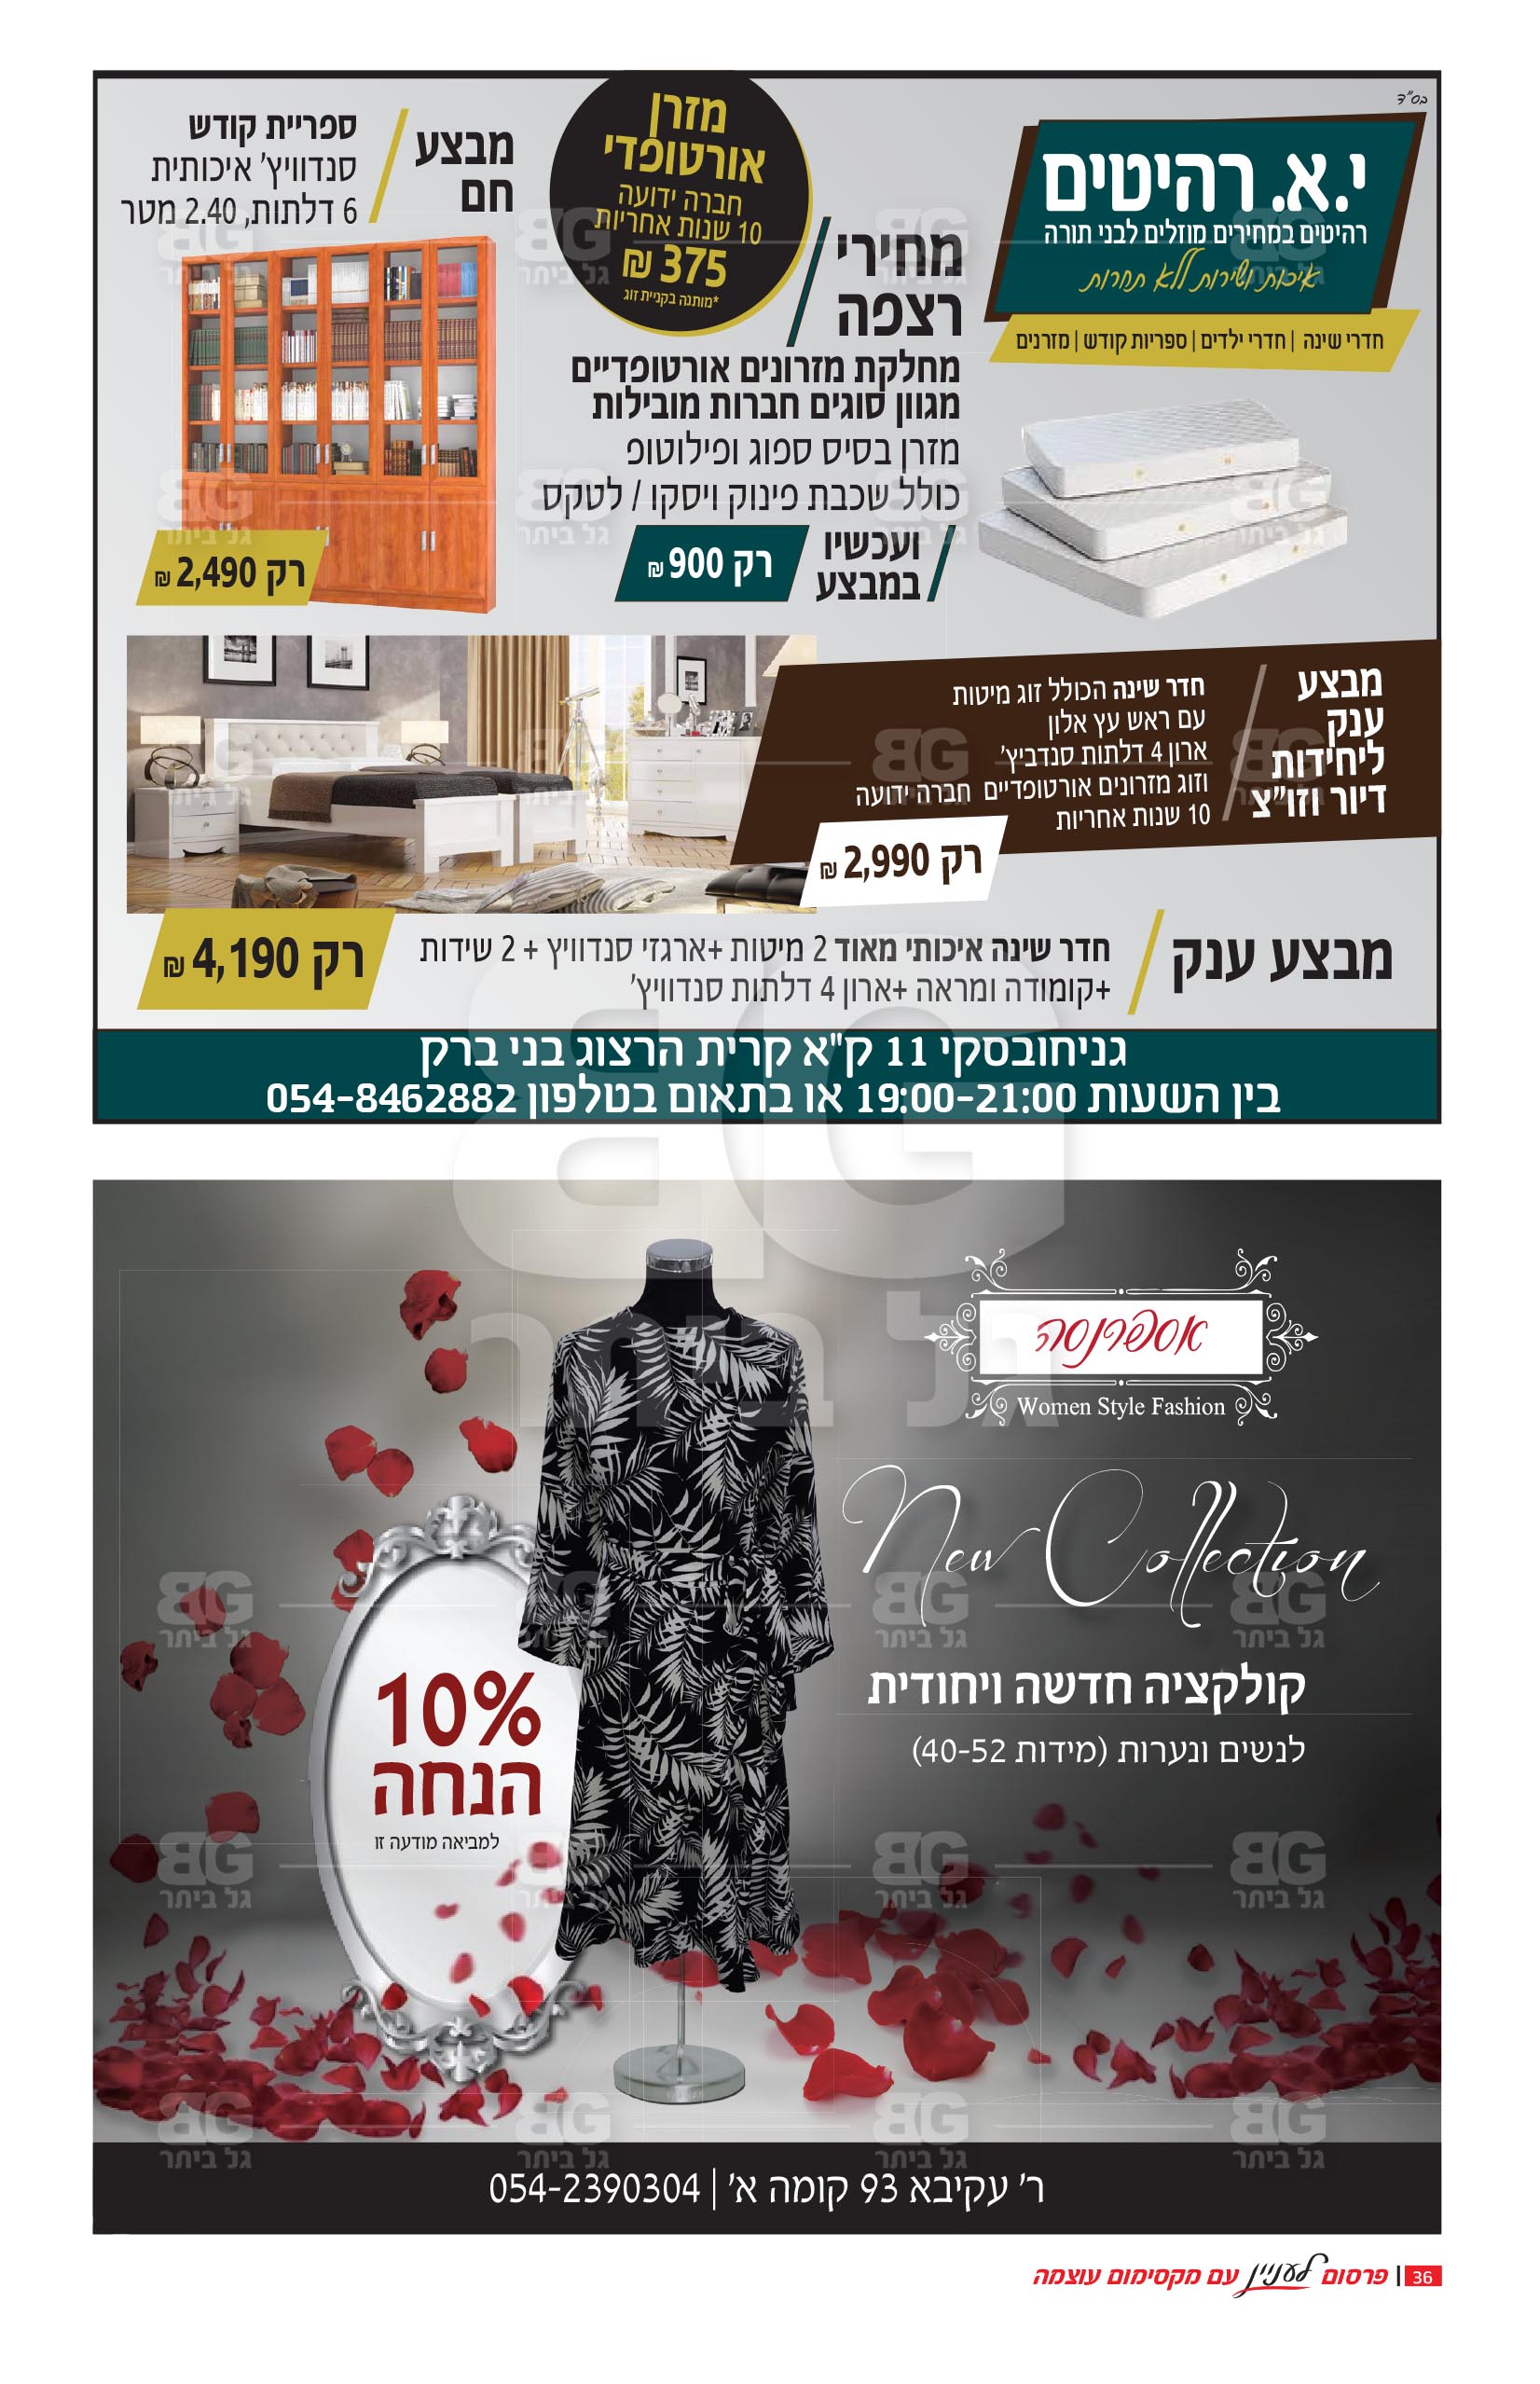 בס"ד
י.א. רהיטים
רהיטים במחירים מוזלים לבני תורה
איכות ושירות ללא תחרות
חדרי שינה | חדרי ילדים | ספריות קודש | מזרנים
מזרן
אורטופדי
חברה ידועה
10 שנות אחריות
375 ₪
*מותנה בקניית זוג
מבצע
חם
ספריית קודש
סנדוויץ' איכותית
6 דלתות, 2.40 מטר
רק 2,490 ₪
מחירי
רצפה
מחלקת מזרונים אורטופדיים
מגוון סוגים חברות מובילות
מזרן בסיס ספוג ופילוטופ
כולל שכבת פינוק ויסקו / לטקס
ועכשיו
במבצע
רק 900 ₪
מבצע
ענק
ליחידות
דיור וזו"צ
חדר שינה הכולל זוג מיטות
עם ראש עץ אלון
ארון 4 דלתות סנדביץ'
וזוג מזרונים אורטופדיים חברה ידועה
10 שנות אחריות
רק 2,990 ₪
מבצע ענק
חדר שינה איכותי מאוד 2 מיטות +ארגזי סנדוויץ + 2 שידות
+קומודה ומראה +ארון 4 דלתות סנדוויץ'
רק 4,190 ₪
גניחובסקי 11 ק"א קרית הרצוג בני ברק
בין השעות 19:00-21:00 או בתאום בטלפון 054-8462882
אספרנסה
Women Style Fashion
New Collection
קולקציה חדשה ויחודית
לנשים ונערות (מידות 40-52)
10%
הנחה
למביאה מודעה זו
ר' עקיבא 93 קומה א' | 054-2390304
36 | פרסום לעניין עם מקסימום עוצמה
BG
גל ביתר